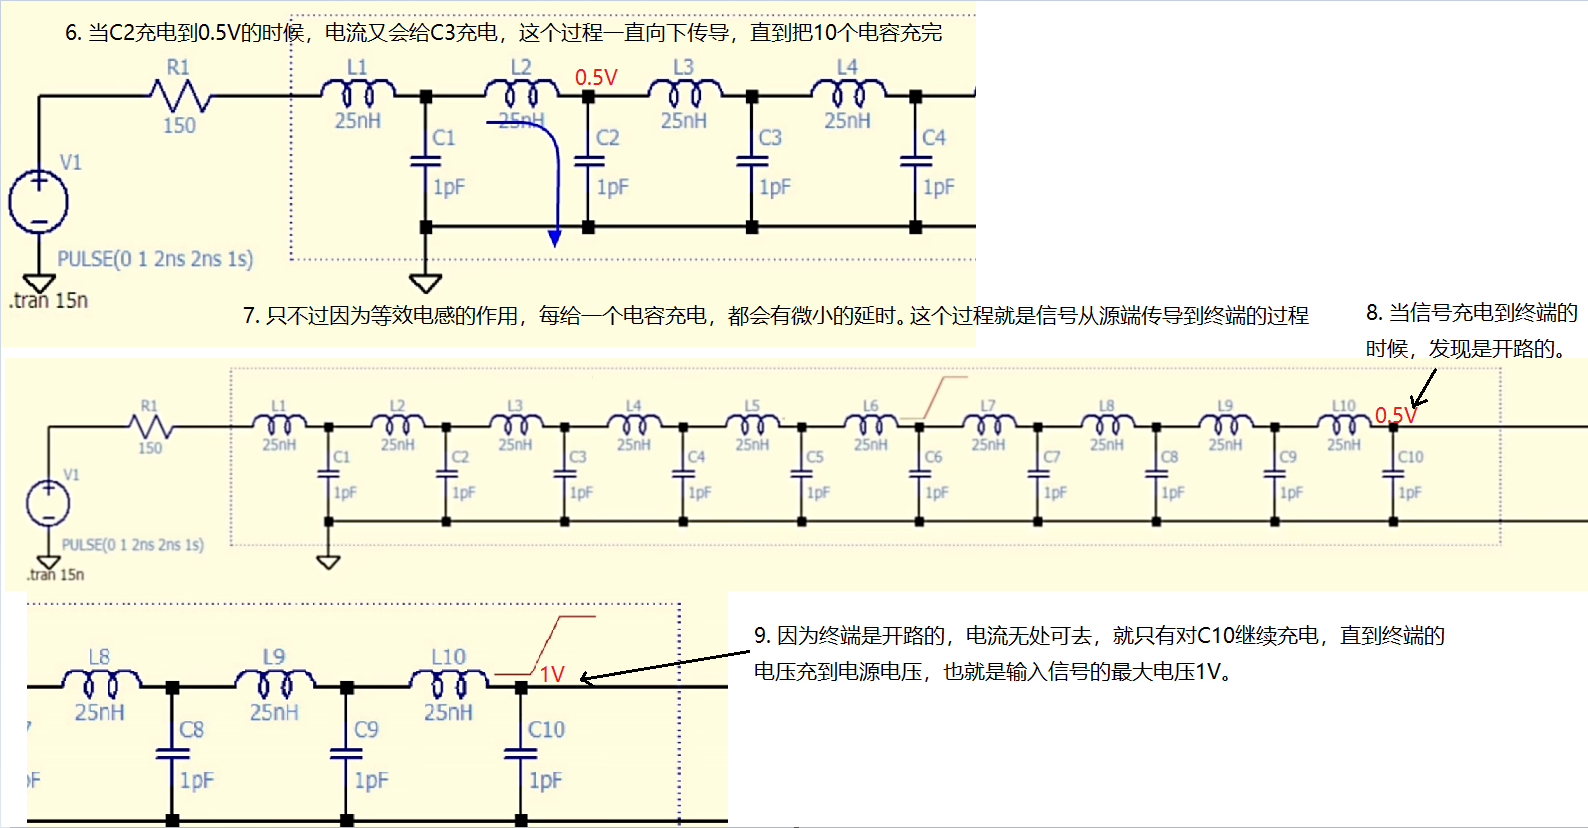 6. 当C2充电到0.5V的时候，电流又会给C3充电，这个过程一直向下传导，直到把10个电容充完
R1 L1 L2 0.5V L3 L4
150 25nH 25nH 25nH 25nH
C1 C2 C3 C4
V1
1pF 1pF 1pF 1pF
PULSE(0 1 2ns 2ns 1s)
.tran 15n
7. 只不过因为等效电感的作用，每给一个电容充电，都会有微小的延时。这个过程就是信号从源端传导到终端的过程
8. 当信号充电到终端的
时候，发现是开路的。
R1 L1 L2 L3 L4 L5 L6 L7 L8 L9 L10 0.5V
150 25nH 25nH 25nH 25nH 25nH 25nH 25nH 25nH 25nH 25nH
C1 C2 C3 C4 C5 C6 C7 C8 C9 C10
V1
1pF 1pF 1pF 1pF 1pF 1pF 1pF 1pF 1pF 1pF
PULSE(0 1 2ns 2ns 1s)
.tran 15n
9. 因为终端是开路的，电流无处可去，就只有对C10继续充电，直到终端的
电压充到电源电压，也就是输入信号的最大电压1V。
L8 L9 L10 1V
25nH 25nH 25nH
7 C8 C9 C10
pF 1pF 1pF 1pF